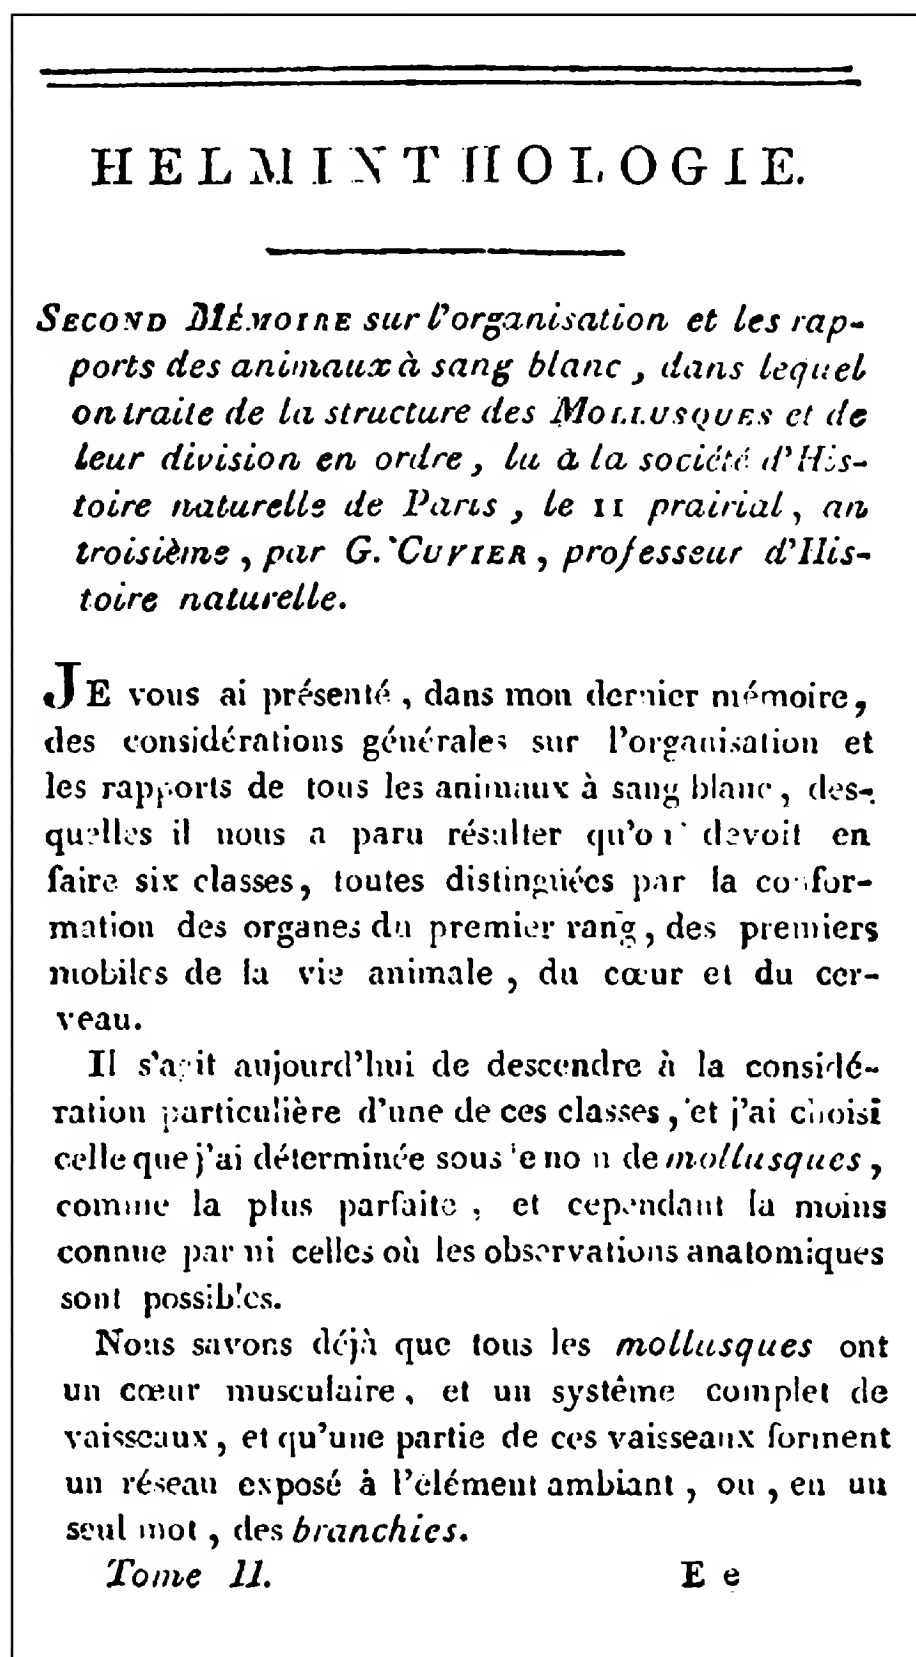 HELMINTHOLOGIE.
SECOND MÉMOIRE sur l'organisation et les rap-
ports des animaux à sang blanc, dans lequel
on traite de la structure des MOLLUSQUES et de
leur division en ordre, lu à la société d'His-
toire naturelle de Paris, le 11 prairial, an
troisième, par G. CUVIER, professeur d'His-
toire naturelle.
JE vous ai présenté, dans mon dernier mémoire,
des considérations générales sur l'organisation et
les rapports de tous les animaux à sang blanc, des-
quelles il nous a paru résulter qu'on devoit en
faire six classes, toutes distinguées par la confor-
mation des organes du premier rang, des premiers
mobiles de la vie animale, du cœur et du cer-
veau.
Il s'agit aujourd'hui de descendre à la considé-
ration particulière d'une de ces classes, et j'ai choisi
celle que j'ai déterminée sous le nom de mollusques,
comme la plus parfaite, et cependant la moins
connue parmi celles où les observations anatomiques
sont possibles.
Nous savons déjà que tous les mollusques ont
un cœur musculaire, et un système complet de
vaisseaux, et qu'une partie de ces vaisseaux forment
un réseau exposé à l'élément ambiant, ou, en un
seul mot, des branchies.
Tome II. E e